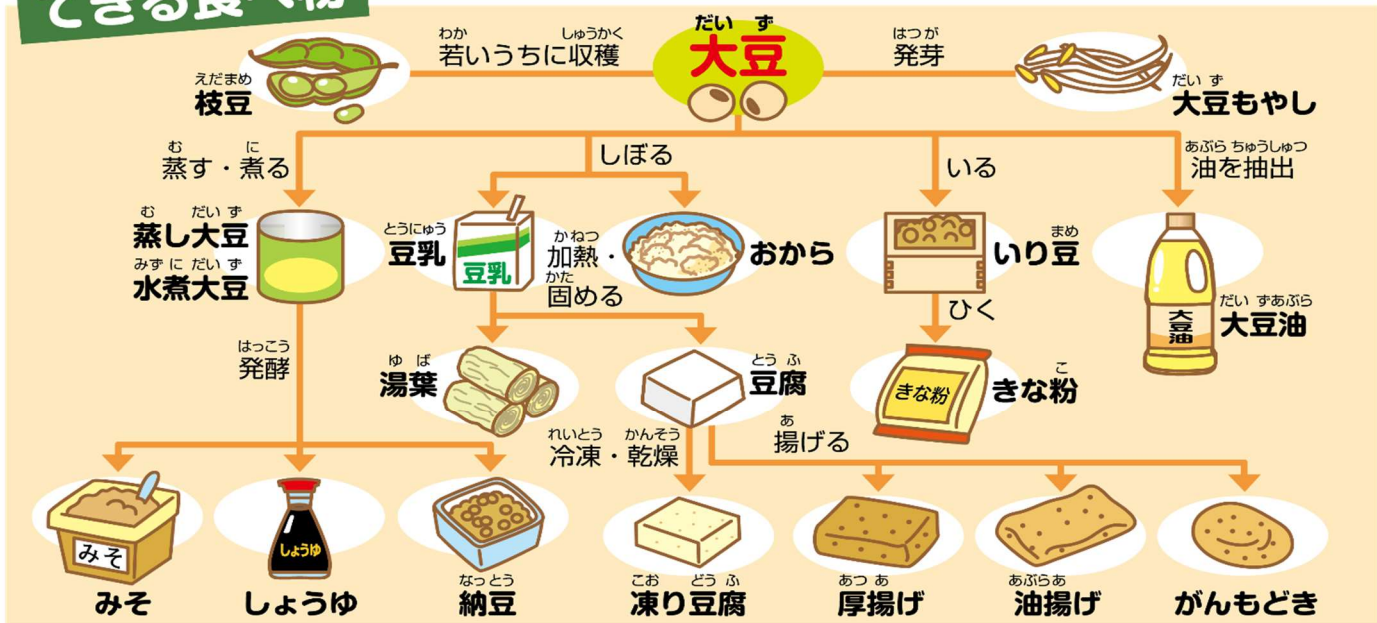 できる食べ物
だいず
大豆
わか しゅうかく
若いうちに収穫
はつが
発芽
えだまめ
枝豆
だいず
大豆もやし
む に
蒸す・煮る
しぼる
いる
あぶら ちゅうしゅつ
油を抽出
む だいず
蒸し大豆
みずにだいず
水煮大豆
とうにゅう
豆乳
豆乳
かねつ
加熱・
かた
固める
おから
まめ
いり豆
ひく
だいずあぶら
大豆油
大豆油
はっこう
発酵
ゆば
湯葉
とうふ
豆腐
きな粉
こ
きな粉
れいとう かんそう
冷凍・乾燥
あ
揚げる
みそ
みそ
しょうゆ
しょうゆ
なっとう
納豆
こお どうふ
凍り豆腐
あつあ
厚揚げ
あぶらあ
油揚げ
がんもどき